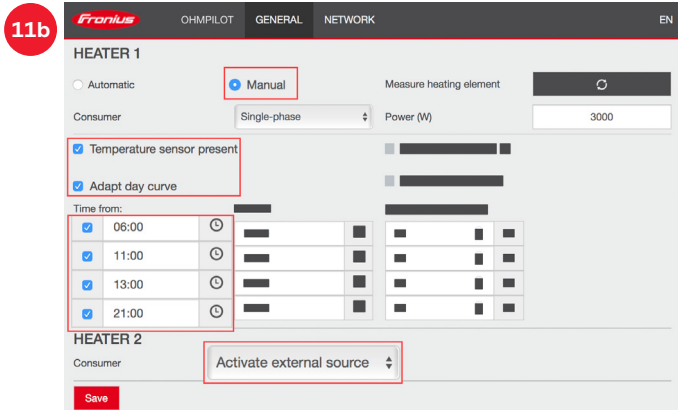 11b
Fronius OHMPILOT GENERAL NETWORK EN
HEATER 1
Automatic Manual Measure heating element
Consumer Single-phase Power (W) 3000
Temperature sensor present
Adapt day curve
Time from:
06:00
11:00
13:00
21:00
HEATER 2
Consumer Activate external source
Save